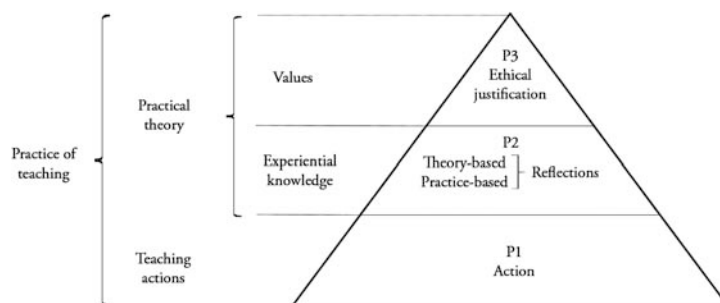 P3
Ethical
justification
Values
Practical
theory
Practice of
teaching
P2
Experiential
knowledge
Theory-based
Practice-based
Reflections
Teaching
actions
P1
Action